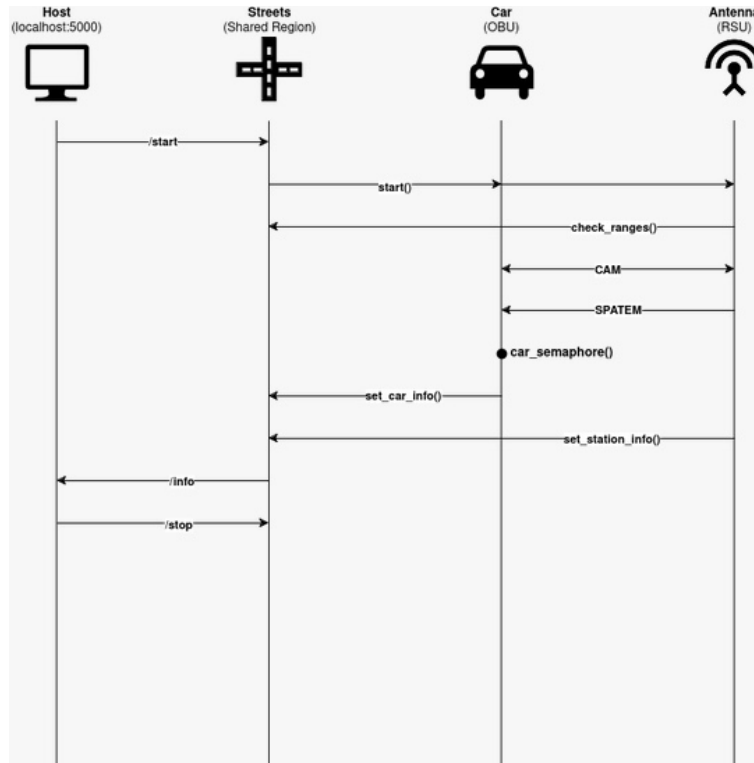 Host
(localhost:5000)
Streets
(Shared Region)
Car
(OBU)
Antenna
(RSU)
/start
start()
check_ranges()
CAM
SPATEM
car_semaphore()
set_car_info()
set_station_info()
/info
/stop